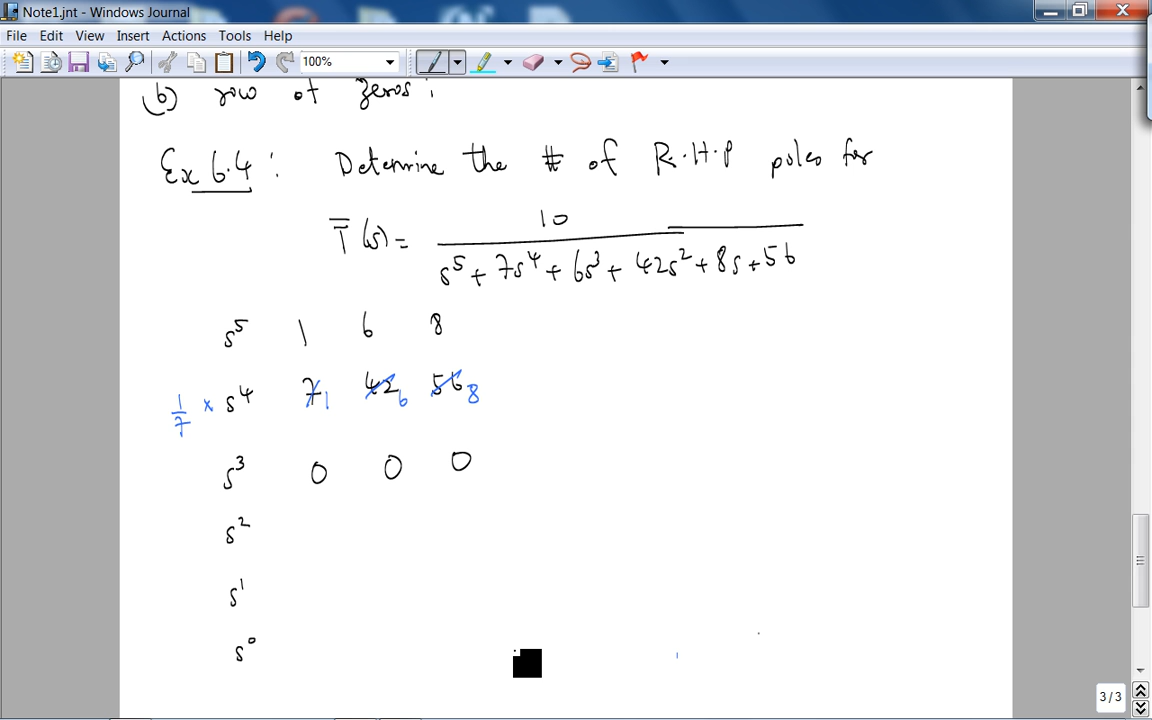 Note1.jnt - Windows Journal
File Edit View Insert Actions Tools Help
100%
(b) row of zeros:
Ex 6.4: Determine the # of R.H.P poles for
T(s) = 10 / (s⁵ + 7s⁴ + 6s³ + 42s² + 8s + 56)
s⁵ 1 6 8
1/7 × s⁴ 7 1 42 6 56 8
s³ 0 0 0
s²
s¹
s⁰
3/3